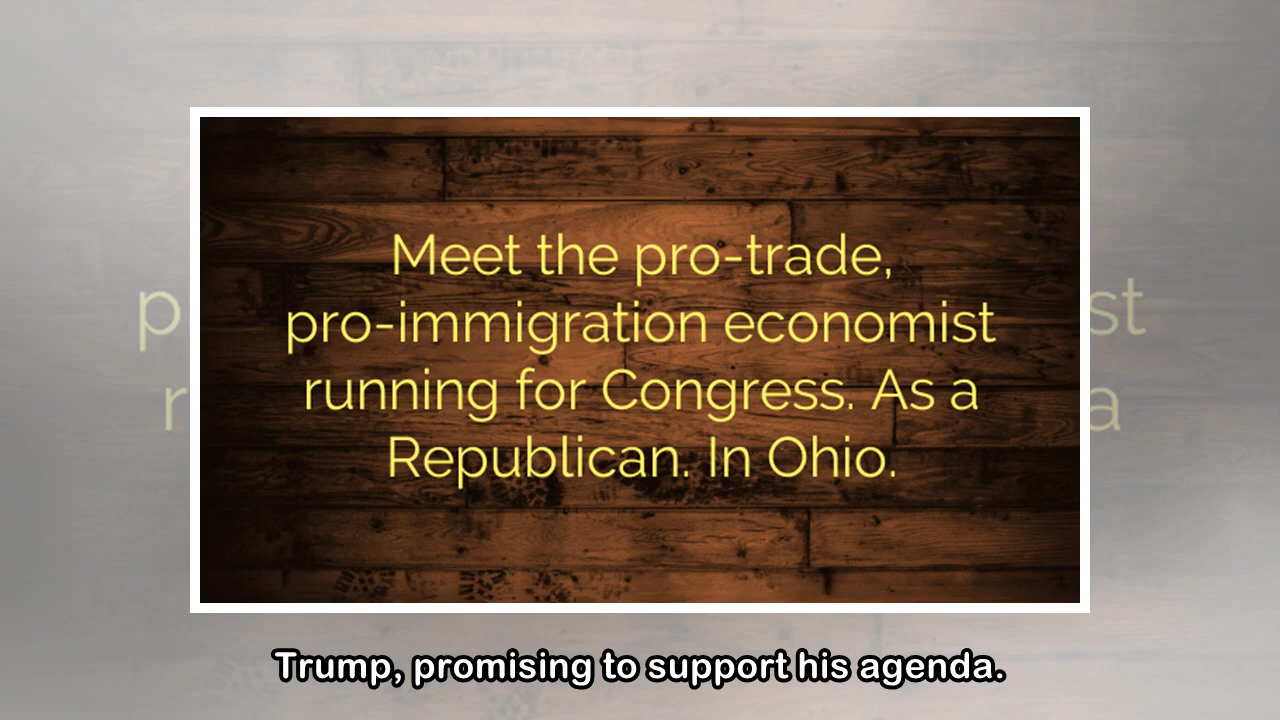 Meet the pro-trade,
pro-immigration economist
running for Congress. As a
Republican. In Ohio.
p
st
r
a
Trump, promising to support his agenda.